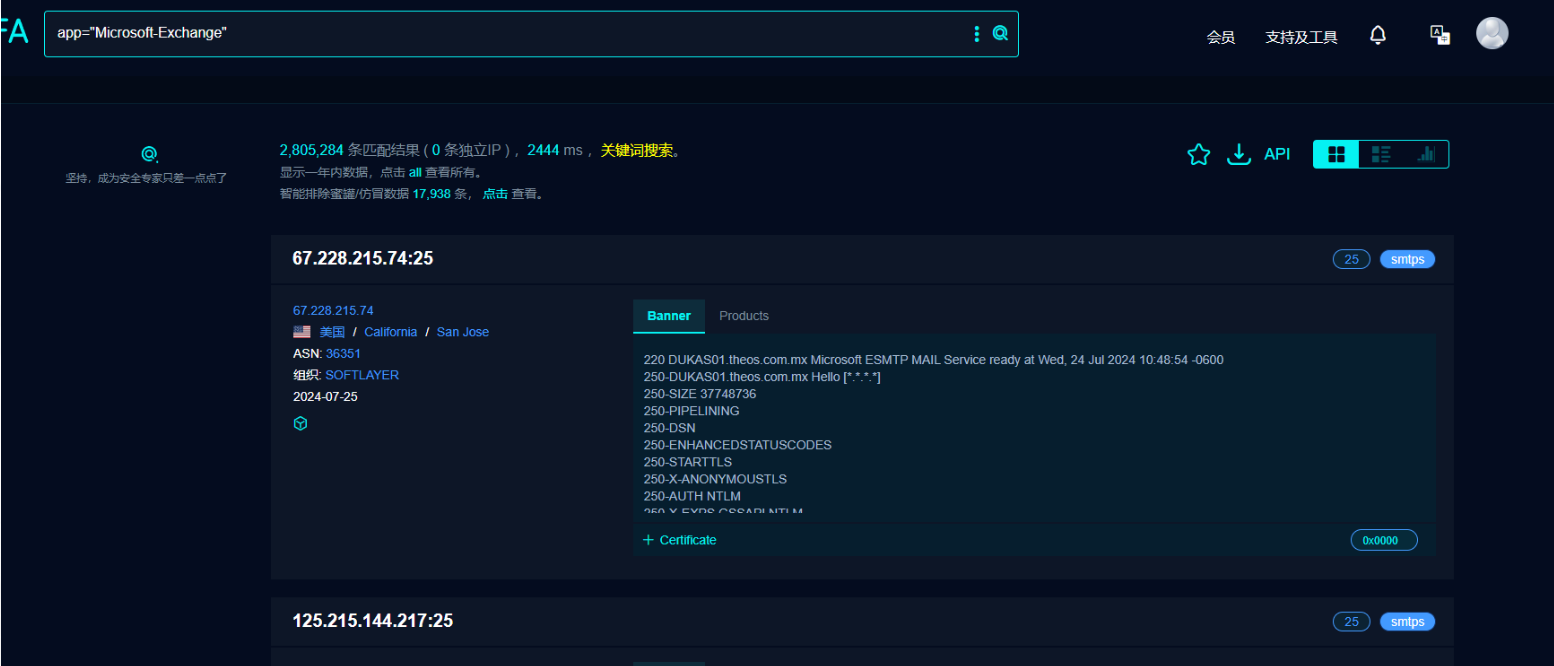 FA
app="Microsoft-Exchange"
会员
支持及工具
坚持，成为安全专家只差一点点了
2,805,284 条匹配结果 ( 0 条独立IP ) ，2444 ms ，关键词搜索。
显示一年内数据，点击 all 查看所有。
智能排除蜜罐/仿冒数据 17,938 条， 点击 查看。
API
67.228.215.74:25
25
smtps
67.228.215.74
美国 / California / San Jose
ASN: 36351
组织: SOFTLAYER
2024-07-25
Banner
Products
220 DUKAS01.theos.com.mx Microsoft ESMTP MAIL Service ready at Wed, 24 Jul 2024 10:48:54 -0600
250-DUKAS01.theos.com.mx Hello [*.*.*.*]
250-SIZE 37748736
250-PIPELINING
250-DSN
250-ENHANCEDSTATUSCODES
250-STARTTLS
250-X-ANONYMOUSTLS
250-AUTH NTLM
250-X-EXPS GSSAPI NTLM
+ Certificate
0x0000
125.215.144.217:25
25
smtps